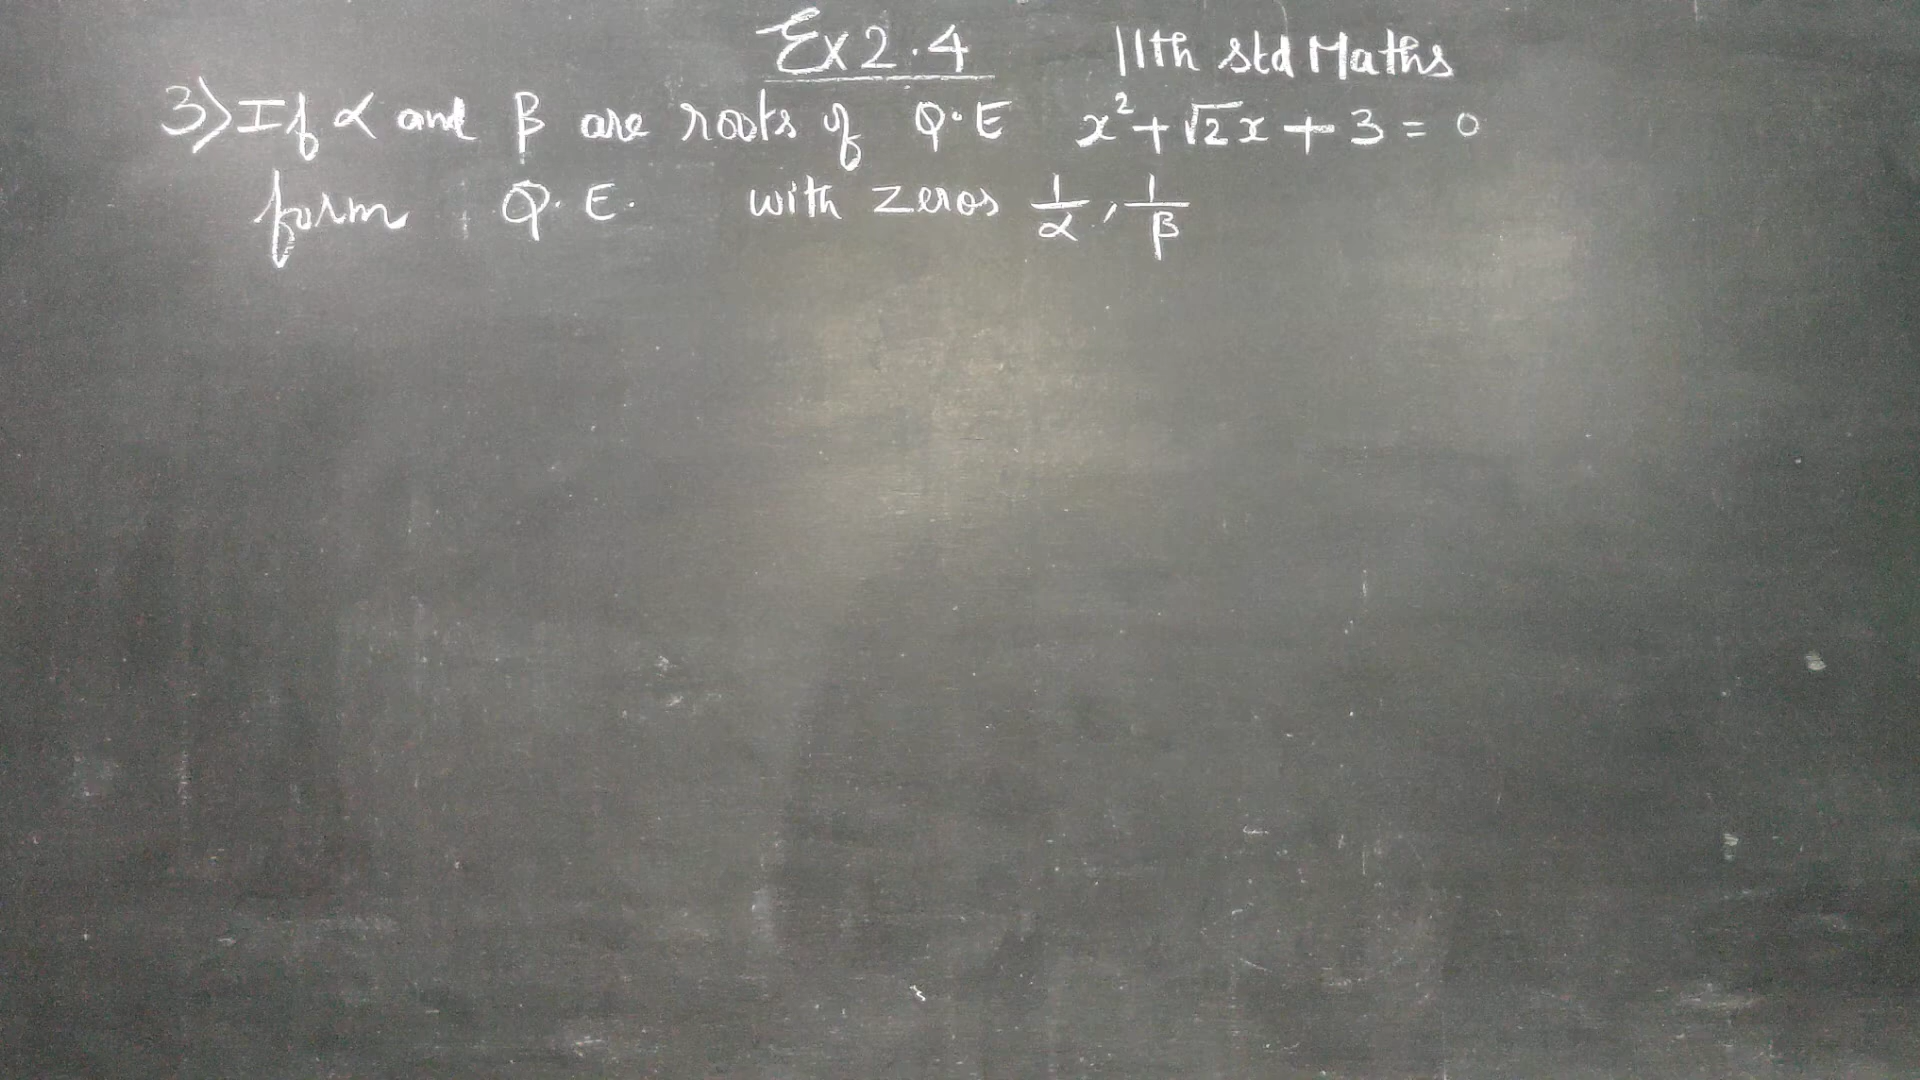 Ex 2.4 11th std Maths
3) If α and β are roots of Q.E x² + √2x + 3 = 0
form Q.E. with zeros 1/α, 1/β